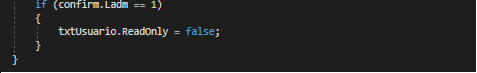 if (confirm.Ladm == 1)
{
txtUsuario.ReadOnly = false;
}
}